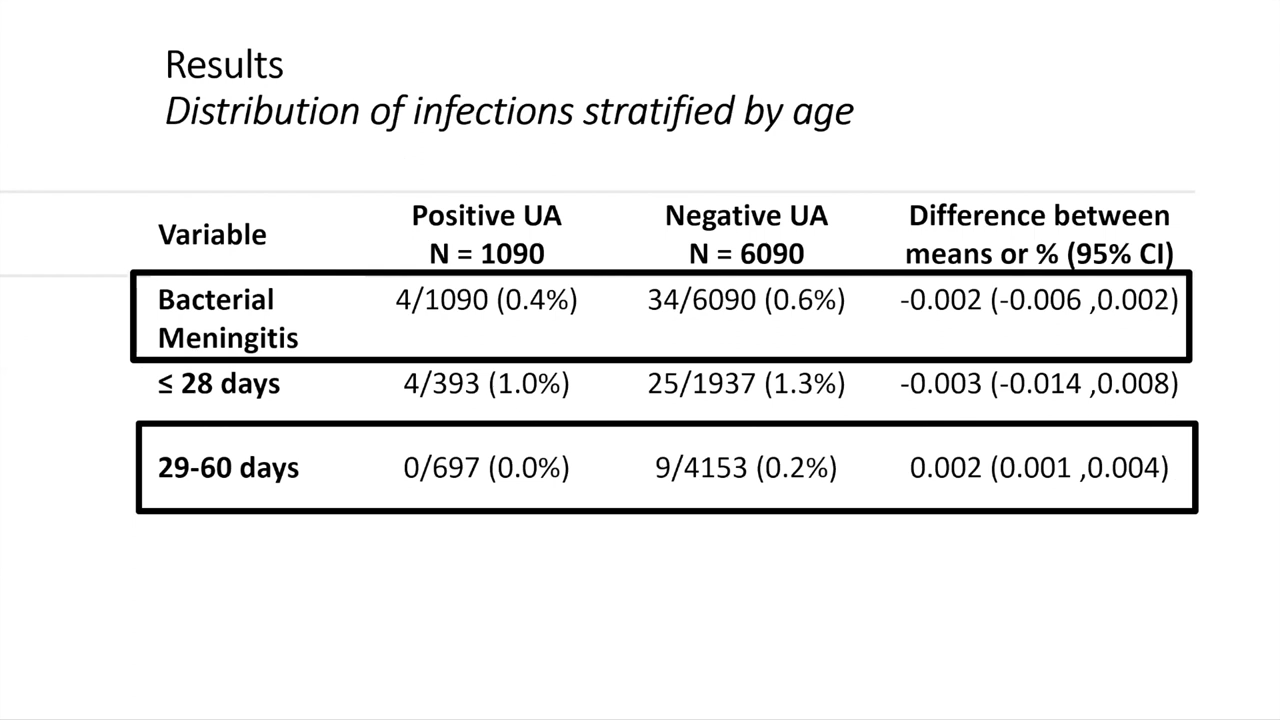 Results
Distribution of infections stratified by age
Variable
Positive UA
N = 1090
Negative UA
N = 6090
Difference between
means or % (95% CI)
Bacterial
Meningitis
4/1090 (0.4%)
34/6090 (0.6%)
-0.002 (-0.006 ,0.002)
≤ 28 days
4/393 (1.0%)
25/1937 (1.3%)
-0.003 (-0.014 ,0.008)
29-60 days
0/697 (0.0%)
9/4153 (0.2%)
0.002 (0.001 ,0.004)